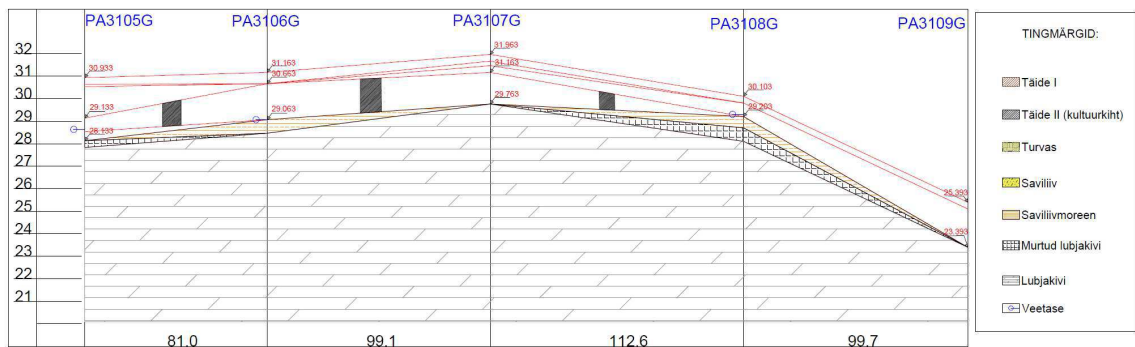 PA3105G PA3106G PA3107G PA3108G PA3109G
TINGMÄRGID:
32
31
30
29
28
27
26
25
24
23
22
21
30.933
29.133
28.133
31.163
30.663
29.063
31.963
31.163
29.763
30.103
29.203
25.393
23.393
81.0 99.1 112.6 99.7
Täide I
Täide II (kultuurkiht)
Turvas
Saviliiv
Saviliivmoreen
Murtud lubjakivi
Lubjakivi
Veetase